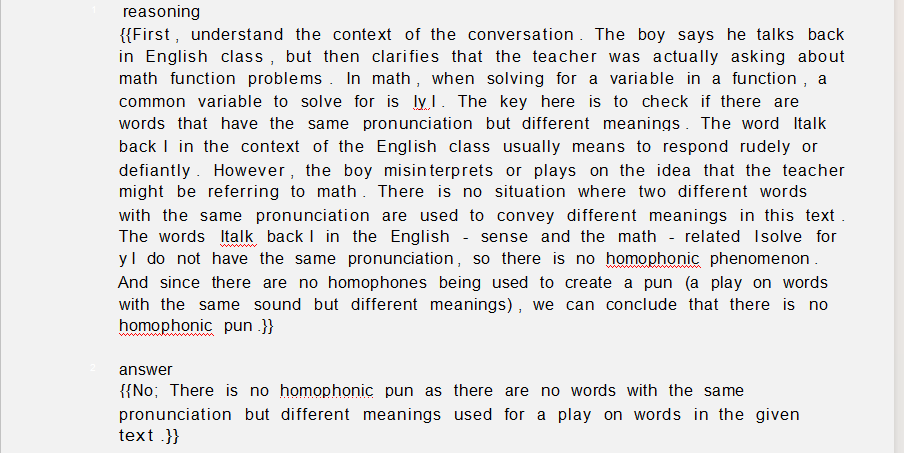 reasoning
{{First, understand the context of the conversation. The boy says he talks back
in English class, but then clarifies that the teacher was actually asking about
math function problems. In math, when solving for a variable in a function, a
common variable to solve for is ly l. The key here is to check if there are
words that have the same pronunciation but different meanings. The word ltalk
back l in the context of the English class usually means to respond rudely or
defiantly. However, the boy misinterprets or plays on the idea that the teacher
might be referring to math. There is no situation where two different words
with the same pronunciation are used to convey different meanings in this text.
The words ltalk back l in the English - sense and the math - related lsolve for
y l do not have the same pronunciation, so there is no homophonic phenomenon.
And since there are no homophones being used to create a pun (a play on words
with the same sound but different meanings), we can conclude that there is no
homophonic pun.}}
answer
{{No; There is no homophonic pun as there are no words with the same
pronunciation but different meanings used for a play on words in the given
text.}}